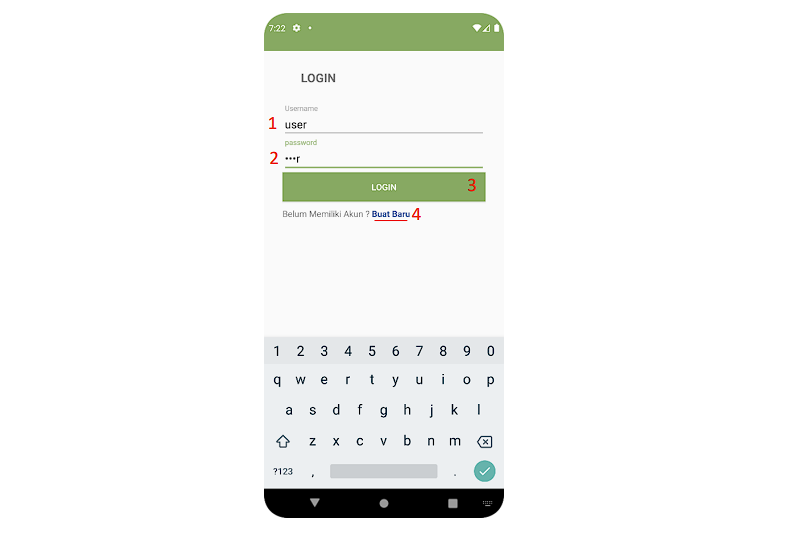 7:22
LOGIN
Username
1 user
password
2 •••r
LOGIN 3
Belum Memiliki Akun ? Buat Baru 4
1 2 3 4 5 6 7 8 9 0
q w e r t y u i o p
a s d f g h j k l
z x c v b n m
?123 , .